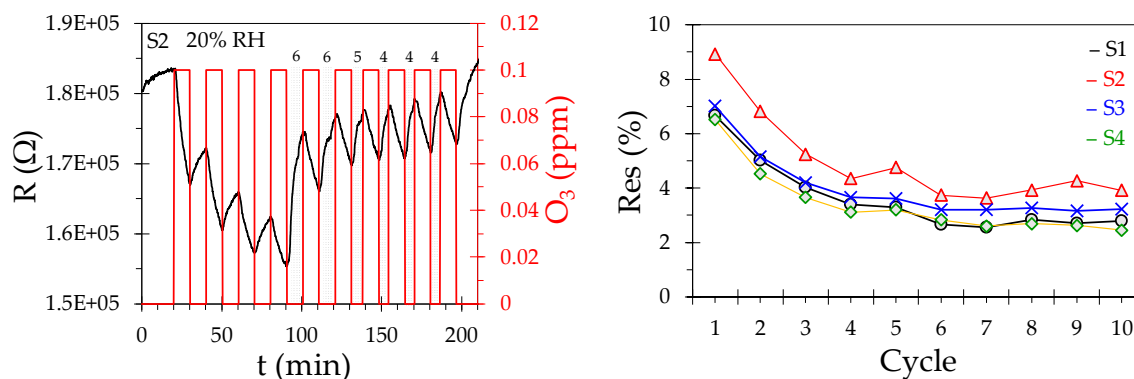 S2 20% RH
6 6 5 4 4 4
R (Ω)
1.9E+05
1.8E+05
1.7E+05
1.6E+05
1.5E+05
0 50 100 150 200
t (min)
0.12
0.1
0.08
0.06
0.04
0.02
0
O3 (ppm)
Res (%)
10
8
6
4
2
0
S1
S2
S3
S4
1 2 3 4 5 6 7 8 9 10
Cycle